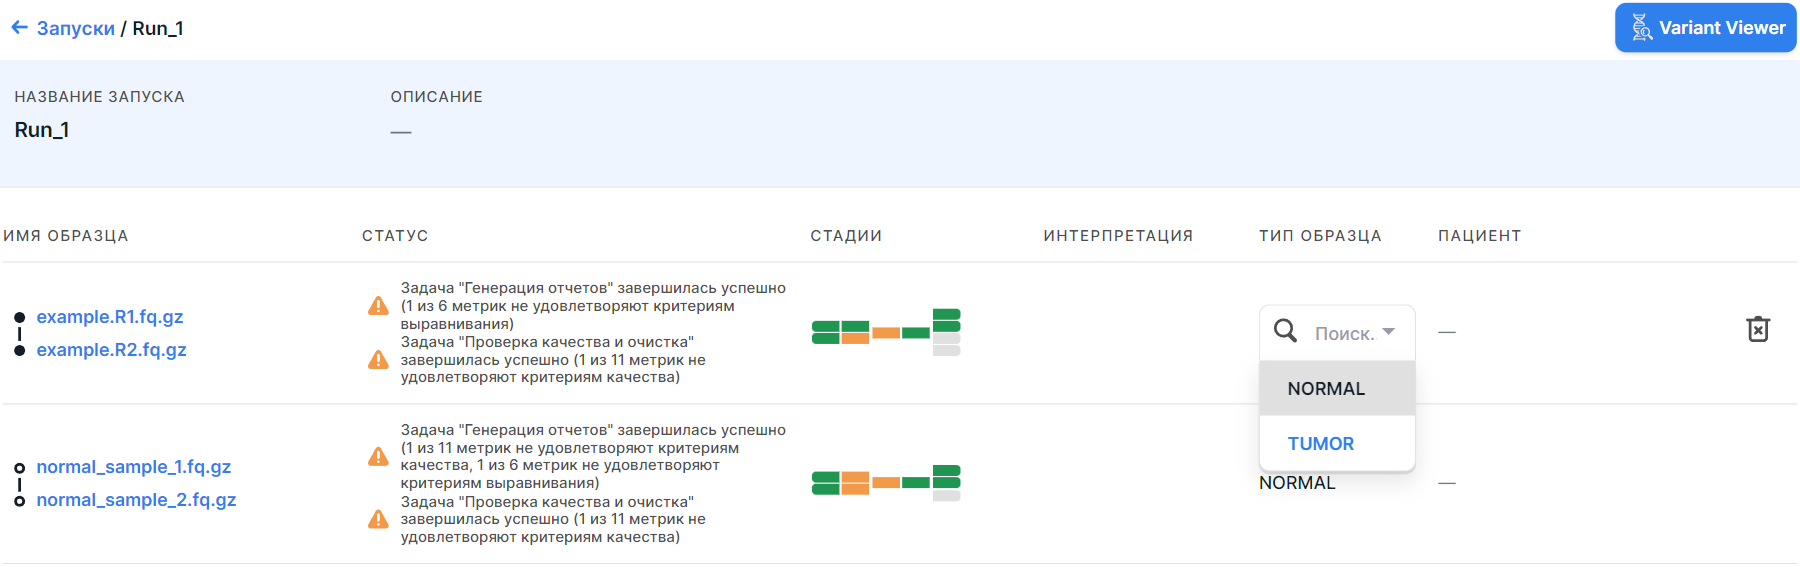 Запуски / Run_1
Variant Viewer
НАЗВАНИЕ ЗАПУСКА
ОПИСАНИЕ
Run_1
—
ИМЯ ОБРАЗЦА
СТАТУС
СТАДИИ
ИНТЕРПРЕТАЦИЯ
ТИП ОБРАЗЦА
ПАЦИЕНТ
example.R1.fq.gz
example.R2.fq.gz
Задача "Генерация отчетов" завершилась успешно
(1 из 6 метрик не удовлетворяют критериям
выравнивания)
Задача "Проверка качества и очистка"
завершилась успешно (1 из 11 метрик не
удовлетворяют критериям качества)
Поиск..
—
NORMAL
TUMOR
normal_sample_1.fq.gz
normal_sample_2.fq.gz
Задача "Генерация отчетов" завершилась успешно
(1 из 11 метрик не удовлетворяют критериям
качества, 1 из 6 метрик не удовлетворяют
критериям выравнивания)
Задача "Проверка качества и очистка"
завершилась успешно (1 из 11 метрик не
удовлетворяют критериям качества)
NORMAL
—